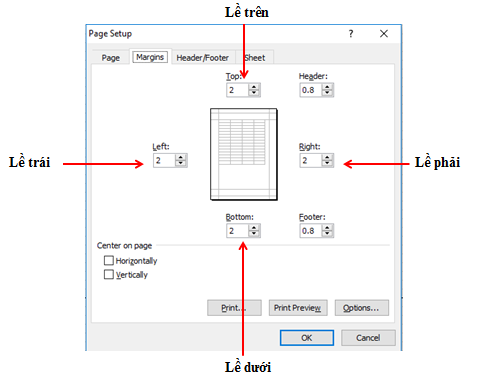 Lề trên
Page Setup
?
Page
Margins
Header/Footer
Sheet
Top:
Header:
2
0.8
Left:
Right:
Lề trái
2
2
Lề phải
Bottom:
Footer:
2
0.8
Center on page
Horizontally
Vertically
Print...
Print Preview
Options...
OK
Cancel
Lề dưới